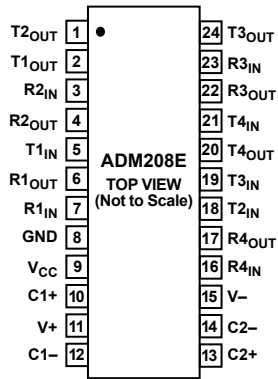 T2OUT 1 24 T3OUT
T1OUT 2 23 R3IN
R2IN 3 22 R3OUT
R2OUT 4 21 T4IN
T1IN 5 20 T4OUT
R1OUT 6 19 T3IN
R1IN 7 18 T2IN
GND 8 17 R4OUT
VCC 9 16 R4IN
C1+ 10 15 V–
V+ 11 14 C2–
C1– 12 13 C2+
ADM208E
TOP VIEW
(Not to Scale)